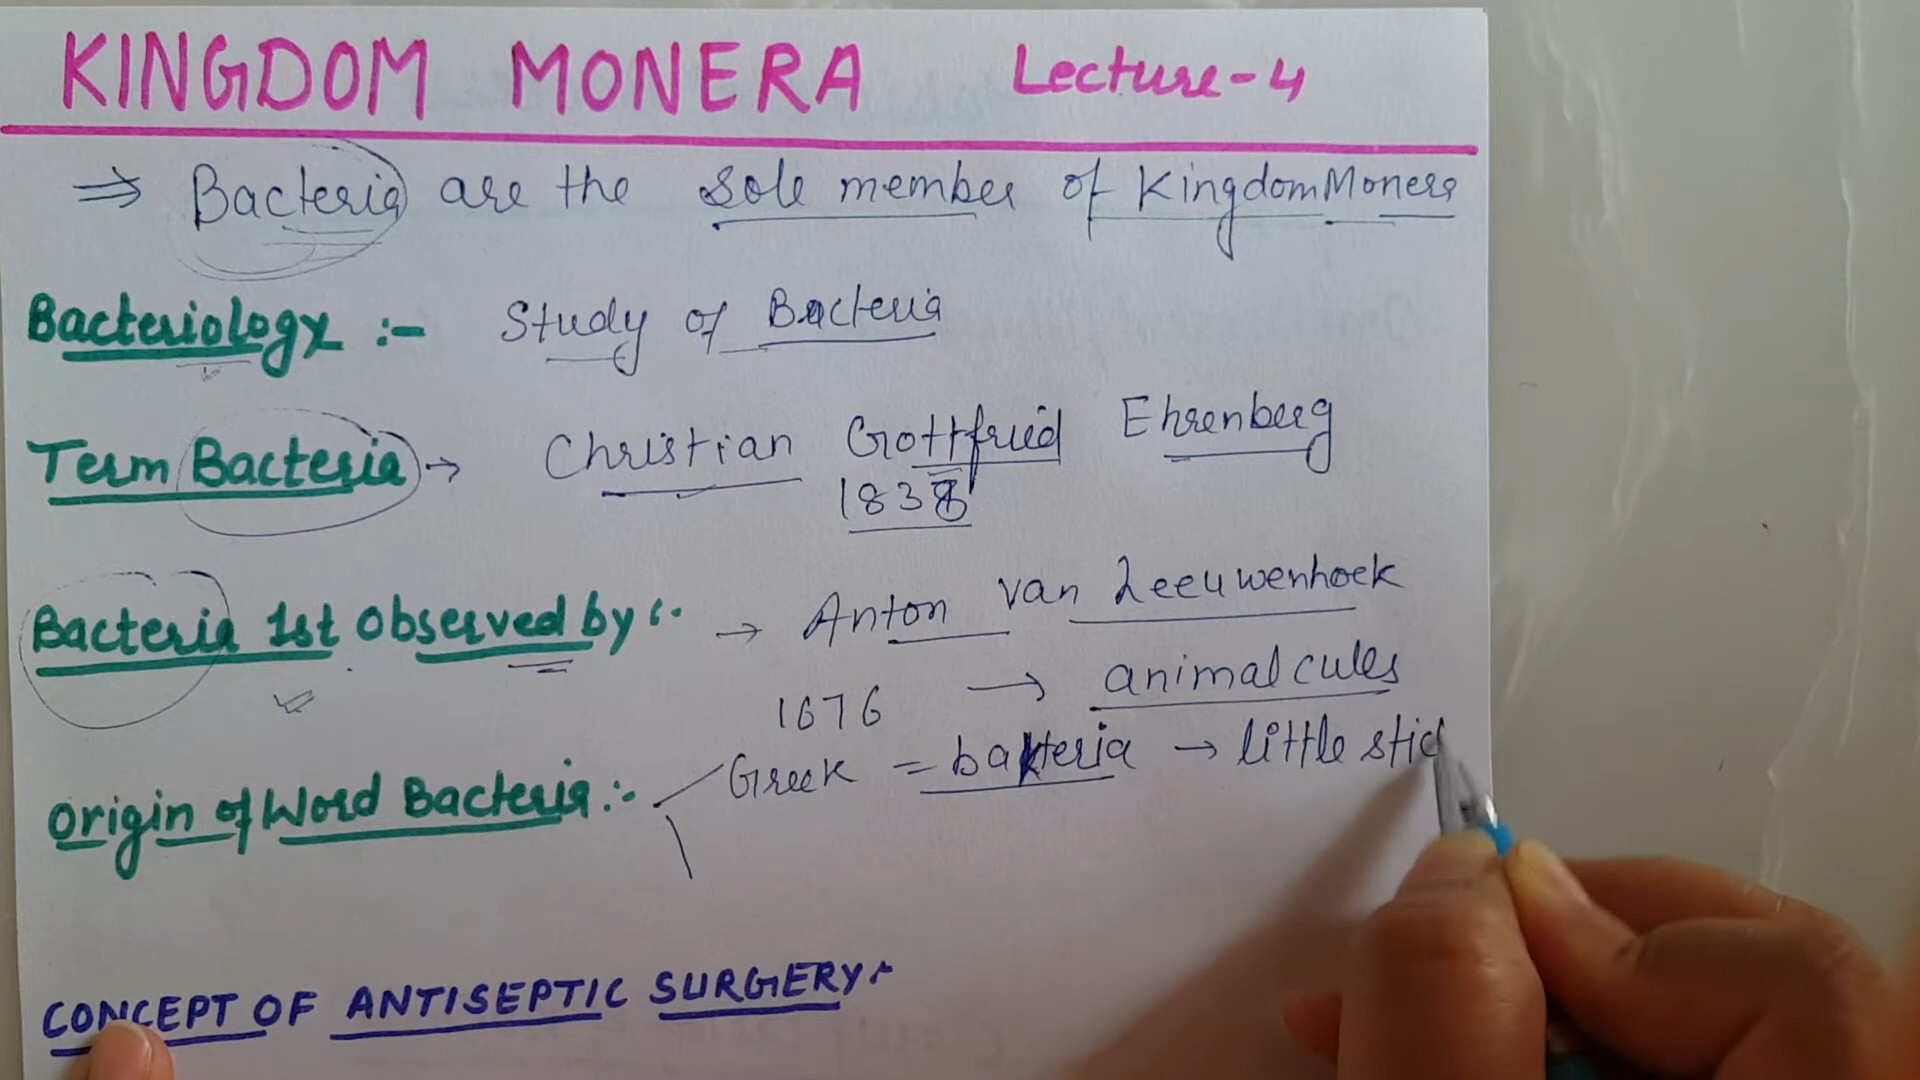 KINGDOM MONERA Lecture-4
⇒ Bacteria are the sole member of Kingdom Monera
Bacteriology :- Study of Bacteria
Term Bacteria → Christian Gottfried Ehrenberg
1838
Bacteria 1st Observed by :- → Anton van Leeuwenhoek
1676 → animalcules
Origin of Word Bacteria :- Greek = bakteria → little stic
CONCEPT OF ANTISEPTIC SURGERY:-